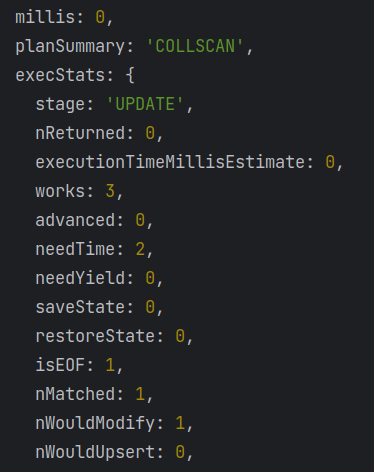 millis: 0,
planSummary: 'COLLSCAN',
execStats: {
stage: 'UPDATE',
nReturned: 0,
executionTimeMillisEstimate: 0,
works: 3,
advanced: 0,
needTime: 2,
needYield: 0,
saveState: 0,
restoreState: 0,
isEOF: 1,
nMatched: 1,
nWouldModify: 1,
nWouldUpsert: 0,